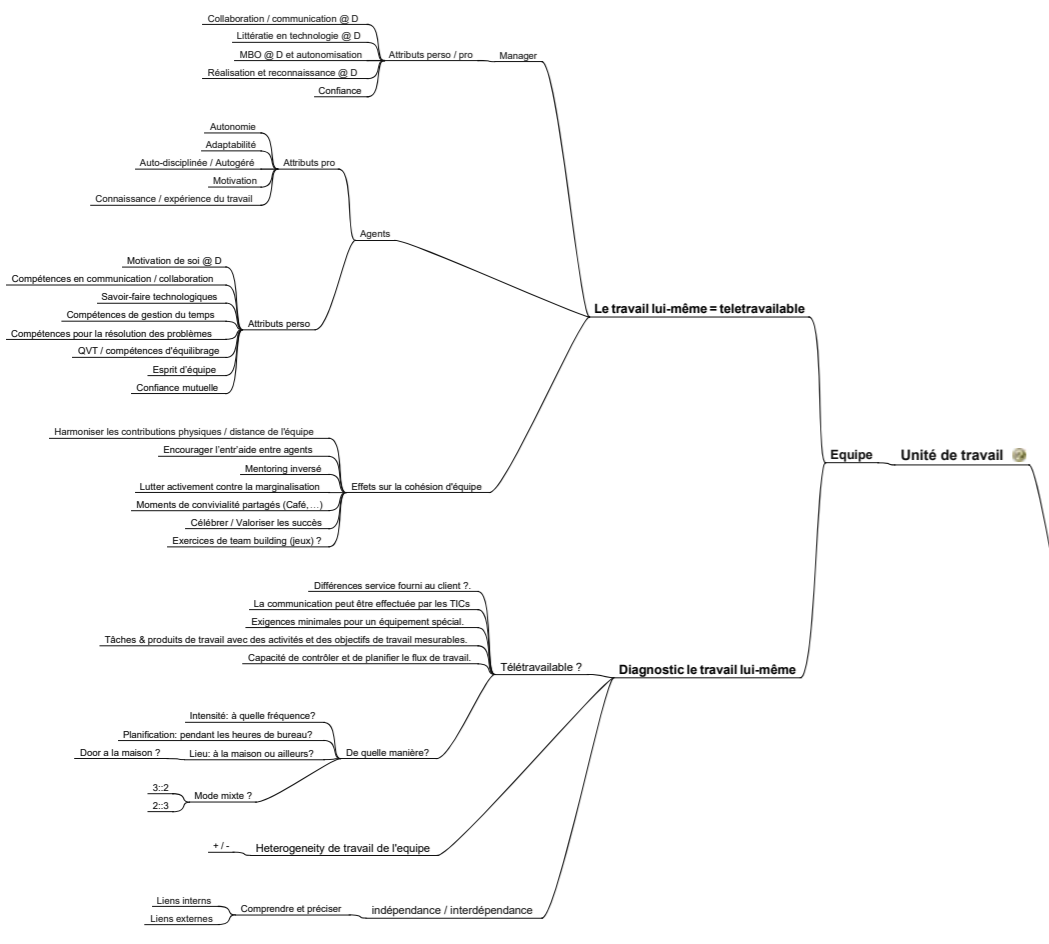 Collaboration / communication @ D
Littératie en technologie @ D
MBO @ D et autonomisation
Réalisation et reconnaissance @ D
Confiance
Attributs perso / pro
Manager
Autonomie
Adaptabilité
Auto-disciplinée / Autogéré
Motivation
Connaissance / expérience du travail
Attributs pro
Agents
Motivation de soi @ D
Compétences en communication / collaboration
Savoir-faire technologiques
Compétences de gestion du temps
Compétences pour la résolution des problèmes
QVT / compétences d'équilibrage
Esprit d'équipe
Confiance mutuelle
Attributs perso
Le travail lui-même = teletravailable
Harmoniser les contributions physiques / distance de l'équipe
Encourager l'entr'aide entre agents
Mentoring inversé
Lutter activement contre la marginalisation
Moments de convivialité partagés (Café,…)
Célébrer / Valoriser les succès
Exercices de team building (jeux) ?
Effets sur la cohésion d'équipe
Equipe
Unité de travail
Différences service fourni au client ?.
La communication peut être effectuée par les TICs
Exigences minimales pour un équipement spécial.
Tâches & produits de travail avec des activités et des objectifs de travail mesurables.
Capacité de contrôler et de planifier le flux de travail.
Télétravailable ?
Diagnostic le travail lui-même
Intensité: à quelle fréquence?
Planification: pendant les heures de bureau?
Door a la maison ?
Lieu: à la maison ou ailleurs?
De quelle manière?
3::2
2::3
Mode mixte ?
+ / -
Heterogeneity de travail de l'equipe
Liens interns
Liens externes
Comprendre et préciser
indépendance / interdépendance